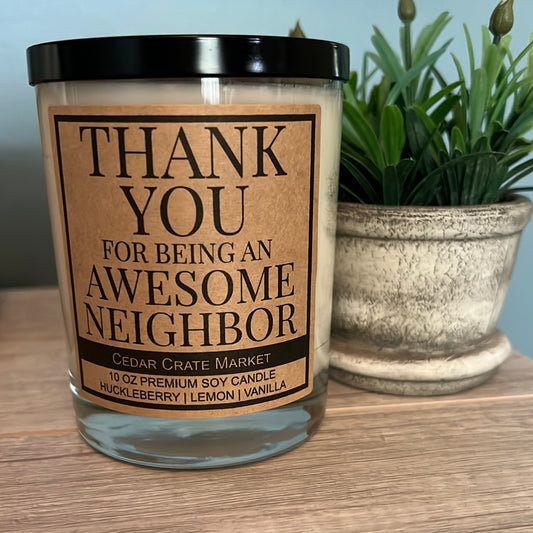 THANK
YOU
FOR BEING AN
AWESOME
NEIGHBOR
CEDAR CRATE MARKET
10 OZ PREMIUM SOY CANDLE
HUCKLEBERRY | LEMON | VANILLA